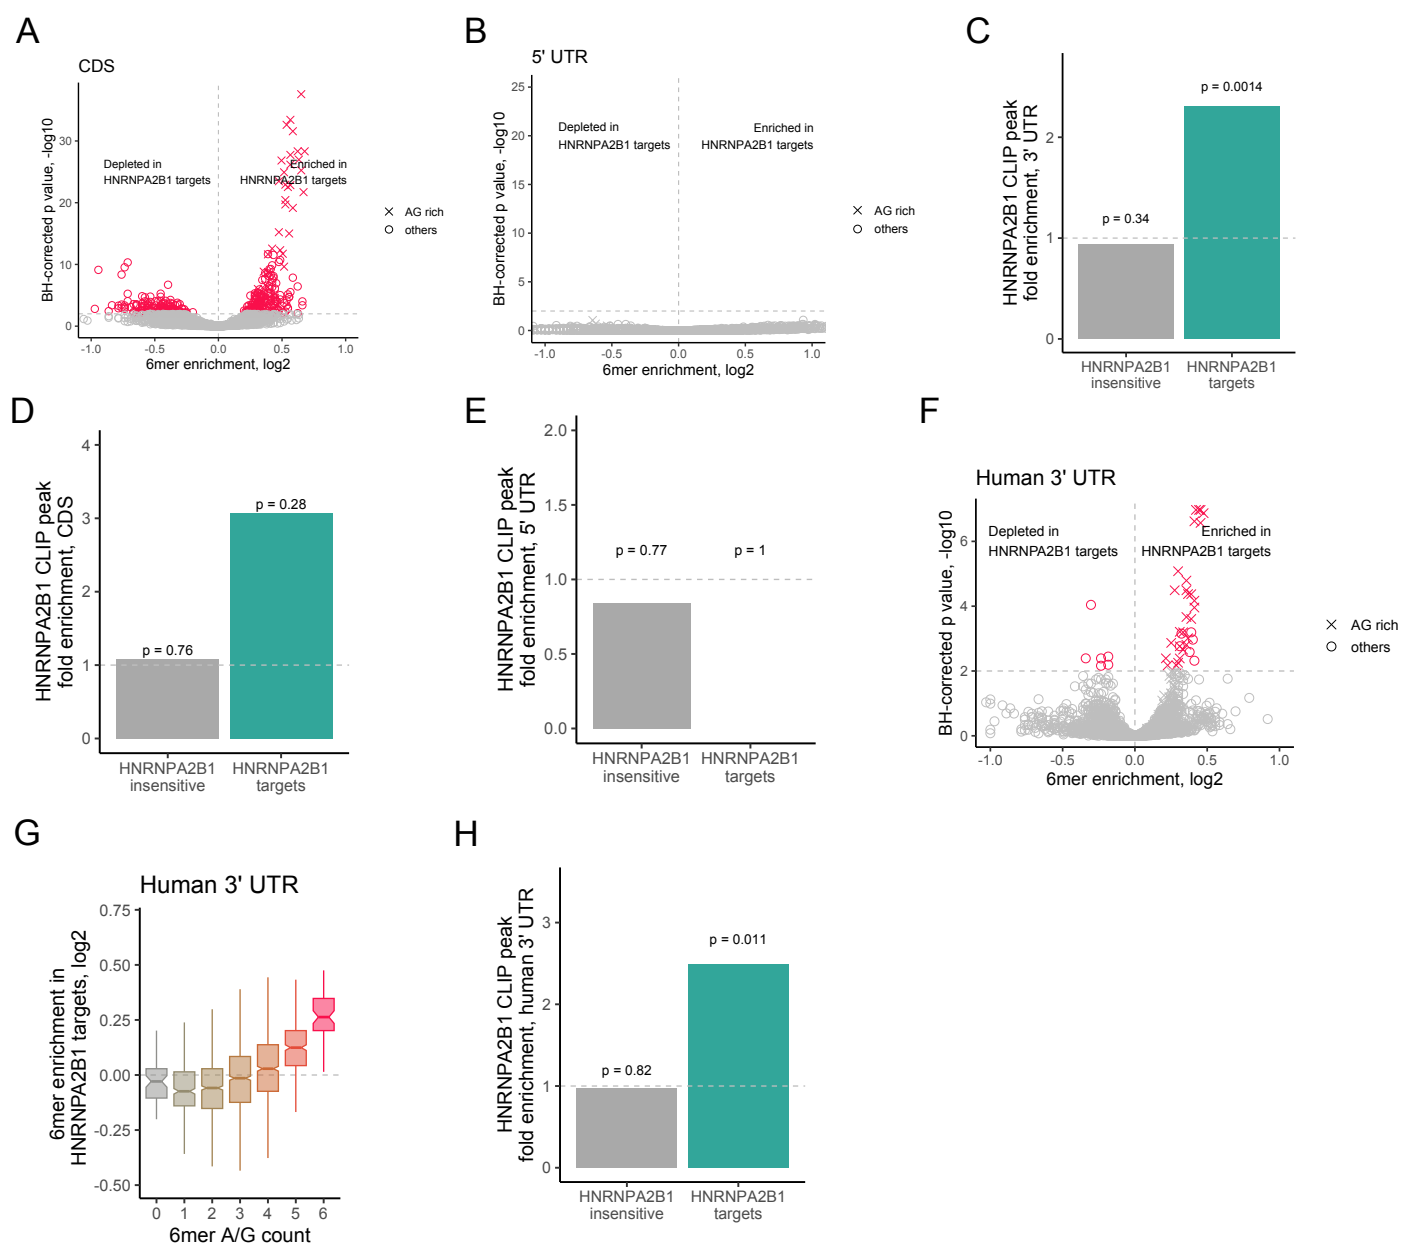 A
CDS
BH-corrected p value, -log10
30
20
10
0
Depleted in
HNRNPA2B1 targets
Enriched in
HNRNPA2B1 targets
-1.0
-0.5
0.0
0.5
1.0
6mer enrichment, log2
AG rich
others
B
5' UTR
BH-corrected p value, -log10
25
20
15
10
5
0
Depleted in
HNRNPA2B1 targets
Enriched in
HNRNPA2B1 targets
-1.0
-0.5
0.0
0.5
1.0
6mer enrichment, log2
AG rich
others
C
HNRNPA2B1 CLIP peak
fold enrichment, 3' UTR
2
1
0
p = 0.34
p = 0.0014
HNRNPA2B1
insensitive
HNRNPA2B1
targets
D
HNRNPA2B1 CLIP peak
fold enrichment, CDS
4
3
2
1
0
p = 0.76
p = 0.28
HNRNPA2B1
insensitive
HNRNPA2B1
targets
E
HNRNPA2B1 CLIP peak
fold enrichment, 5' UTR
2.0
1.5
1.0
0.5
0.0
p = 0.77
p = 1
HNRNPA2B1
insensitive
HNRNPA2B1
targets
F
Human 3' UTR
BH-corrected p value, -log10
6
4
2
0
Depleted in
HNRNPA2B1 targets
Enriched in
HNRNPA2B1 targets
-1.0
-0.5
0.0
0.5
1.0
6mer enrichment, log2
AG rich
others
G
Human 3' UTR
6mer enrichment in
HNRNPA2B1 targets, log2
0.75
0.50
0.25
0.00
-0.25
-0.50
0 1 2 3 4 5 6
6mer A/G count
H
HNRNPA2B1 CLIP peak
fold enrichment, human 3' UTR
3
2
1
0
p = 0.82
p = 0.011
HNRNPA2B1
insensitive
HNRNPA2B1
targets